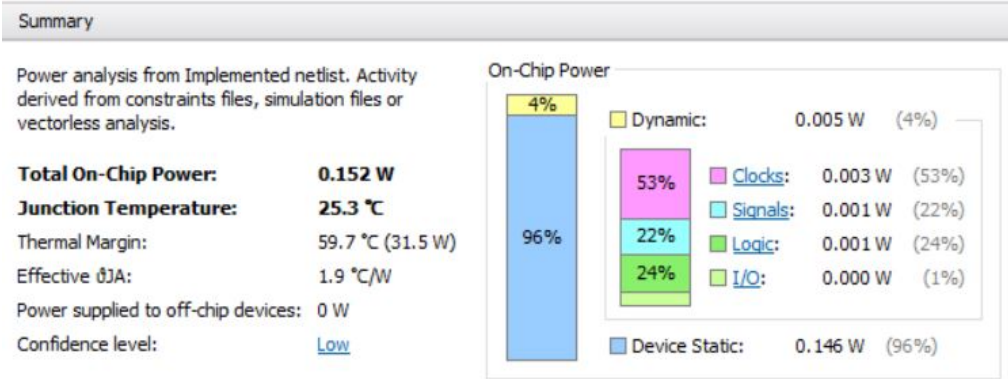 Summary
Power analysis from Implemented netlist. Activity
derived from constraints files, simulation files or
vectorless analysis.
Total On-Chip Power: 0.152 W
Junction Temperature: 25.3 °C
Thermal Margin: 59.7 °C (31.5 W)
Effective ϑJA: 1.9 °C/W
Power supplied to off-chip devices: 0 W
Confidence level: Low
On-Chip Power
4%
96%
Dynamic: 0.005 W (4%)
53%
Clocks: 0.003 W (53%)
22%
Signals: 0.001 W (22%)
24%
Logic: 0.001 W (24%)
I/O: 0.000 W (1%)
Device Static: 0.146 W (96%)